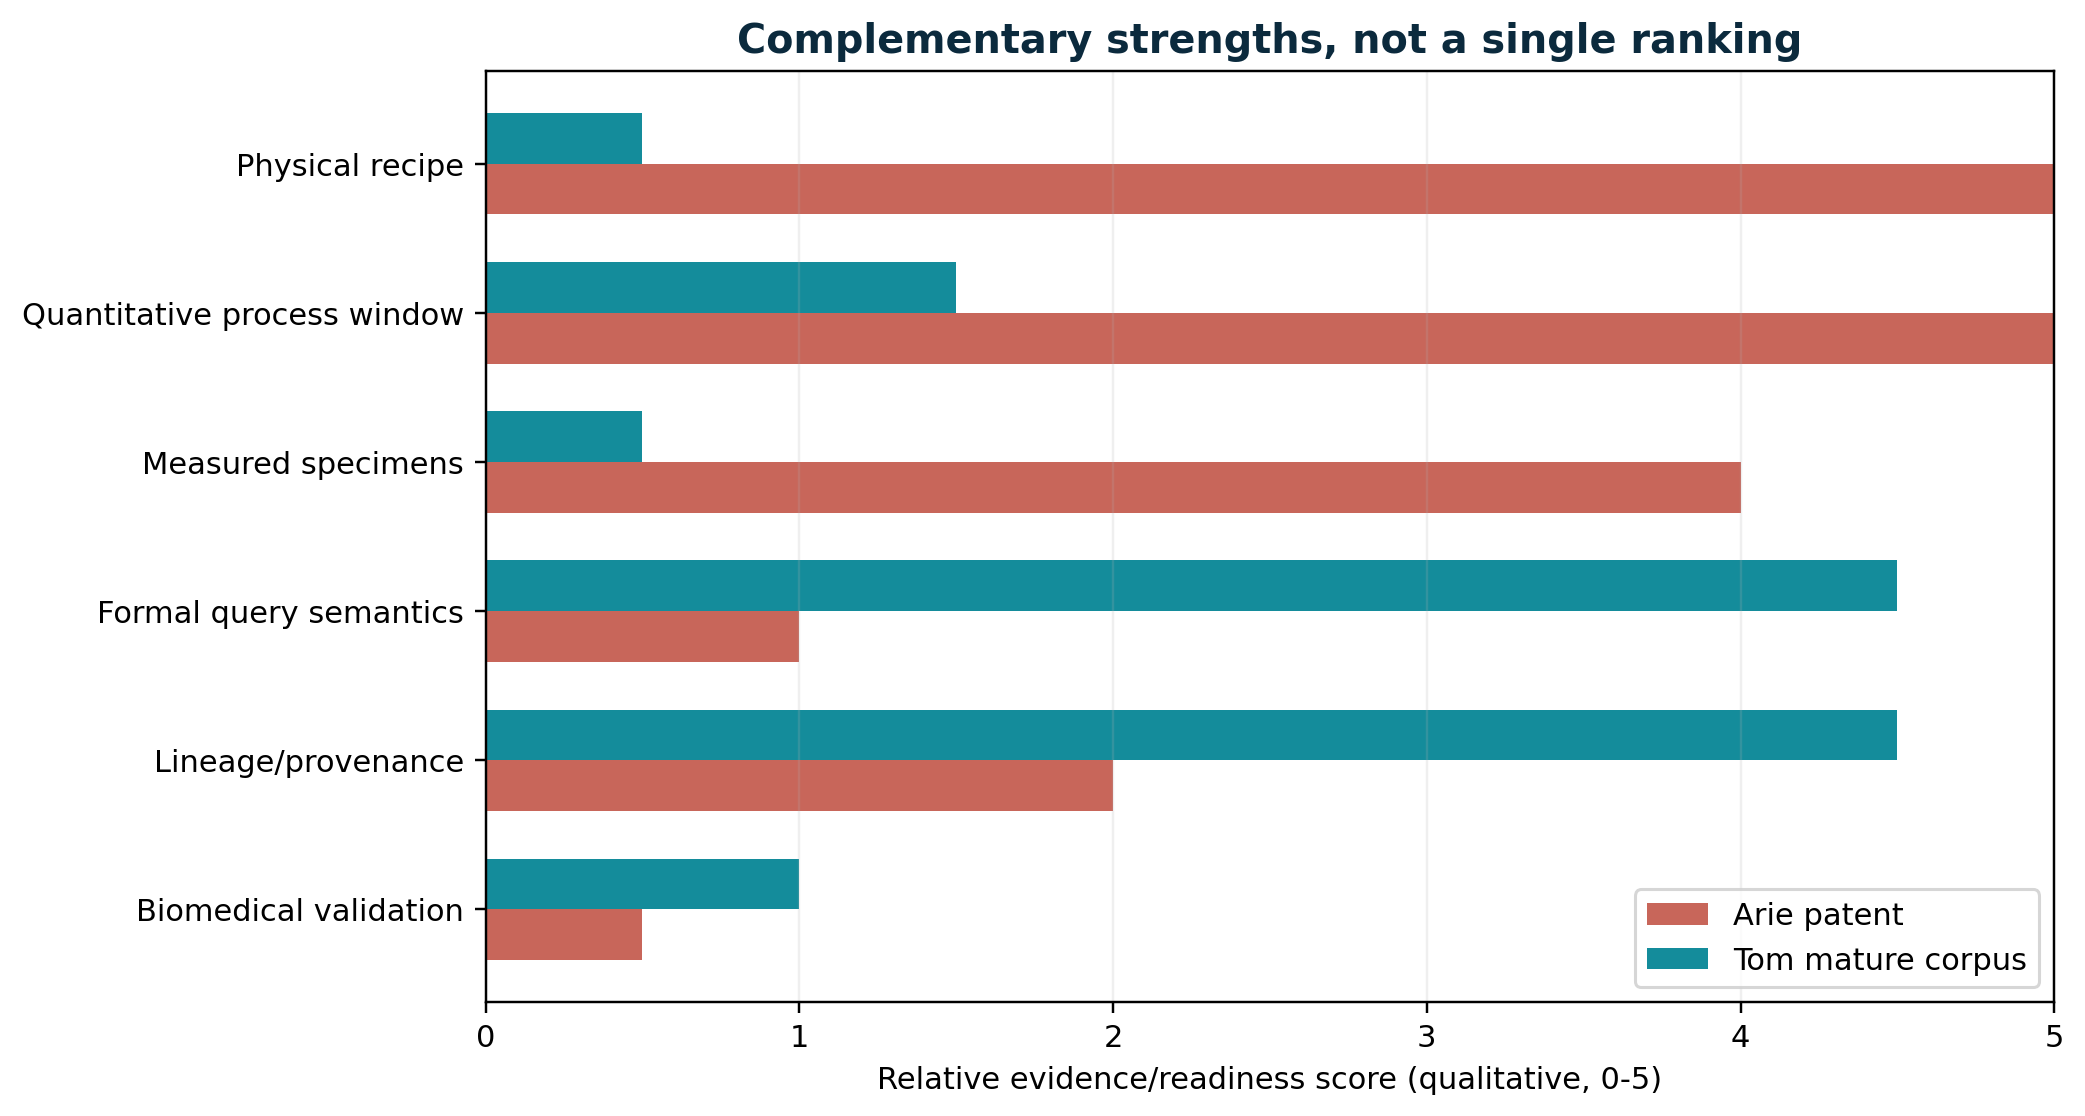 Complementary strengths, not a single ranking
Physical recipe
Quantitative process window
Measured specimens
Formal query semantics
Lineage/provenance
Biomedical validation
Arie patent
Tom mature corpus
0 1 2 3 4 5
Relative evidence/readiness score (qualitative, 0-5)